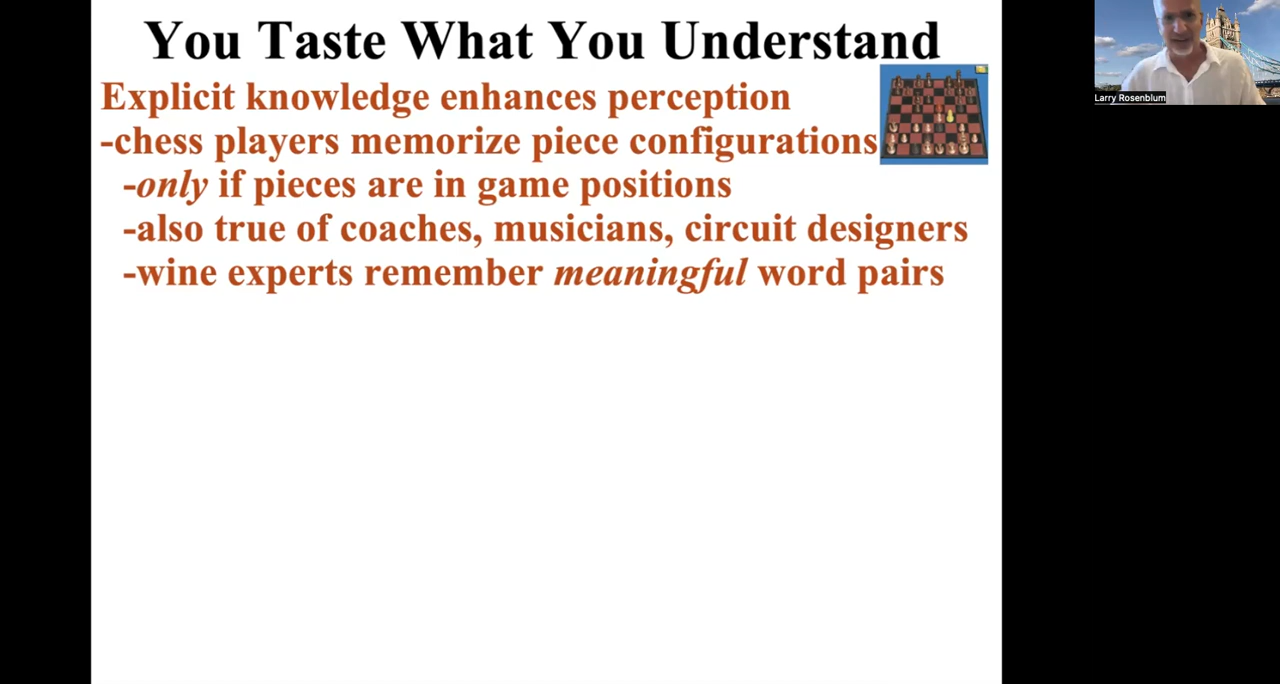 You Taste What You Understand
Explicit knowledge enhances perception
-chess players memorize piece configurations
-only if pieces are in game positions
-also true of coaches, musicians, circuit designers
-wine experts remember meaningful word pairs
Larry Rosenblum